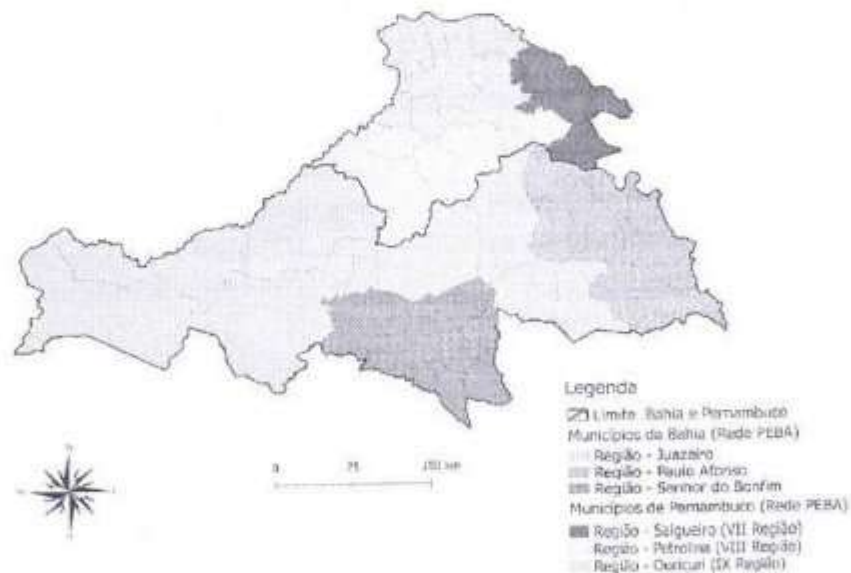 0 75 150 km
Legenda
Limite Bahia e Pernambuco
Municípios da Bahia (Rede PEBA)
Região - Juazeiro
Região - Paulo Afonso
Região - Senhor do Bonfim
Municípios de Pernambuco (Rede PEBA)
Região - Salgueiro (VII Região)
Região - Petrolina (VIII Região)
Região - Ouricuri (IX Região)